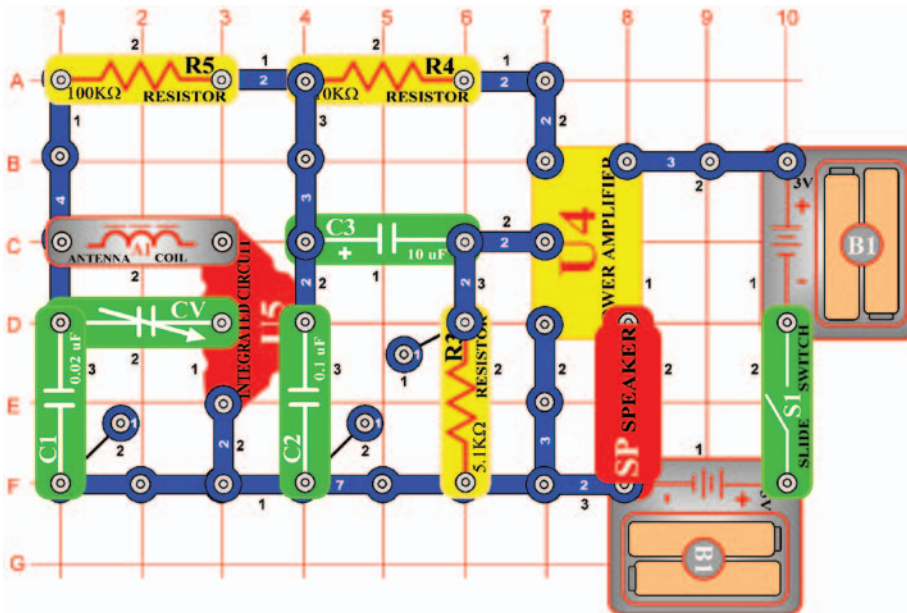 1 2 3 4 5 6 7 8 9 10
A
B
C
D
E
F
G
2
R5
100KΩ
RESISTOR
1
2
2
R4
RESISTOR
1
2
1
4
3
3
2
2
3
2
U4
POWER AMPLIFIER
3V
+
-
B1
A1
ANTENNA COIL
2
C3
+
10 uF
1
2
2
INTEGRATED CIRCUIT
U5
CV
2
0.02 uF
C1
3
1
2
2
0.1 uF
C2
3
2
3
1
1
R3
RESISTOR
5.1KΩ
2
3
1
SP
SPEAKER
2
1
2
S1
SLIDE SWITCH
2
1
2
1
2
1
7
5
2
3
1
-
+
B1